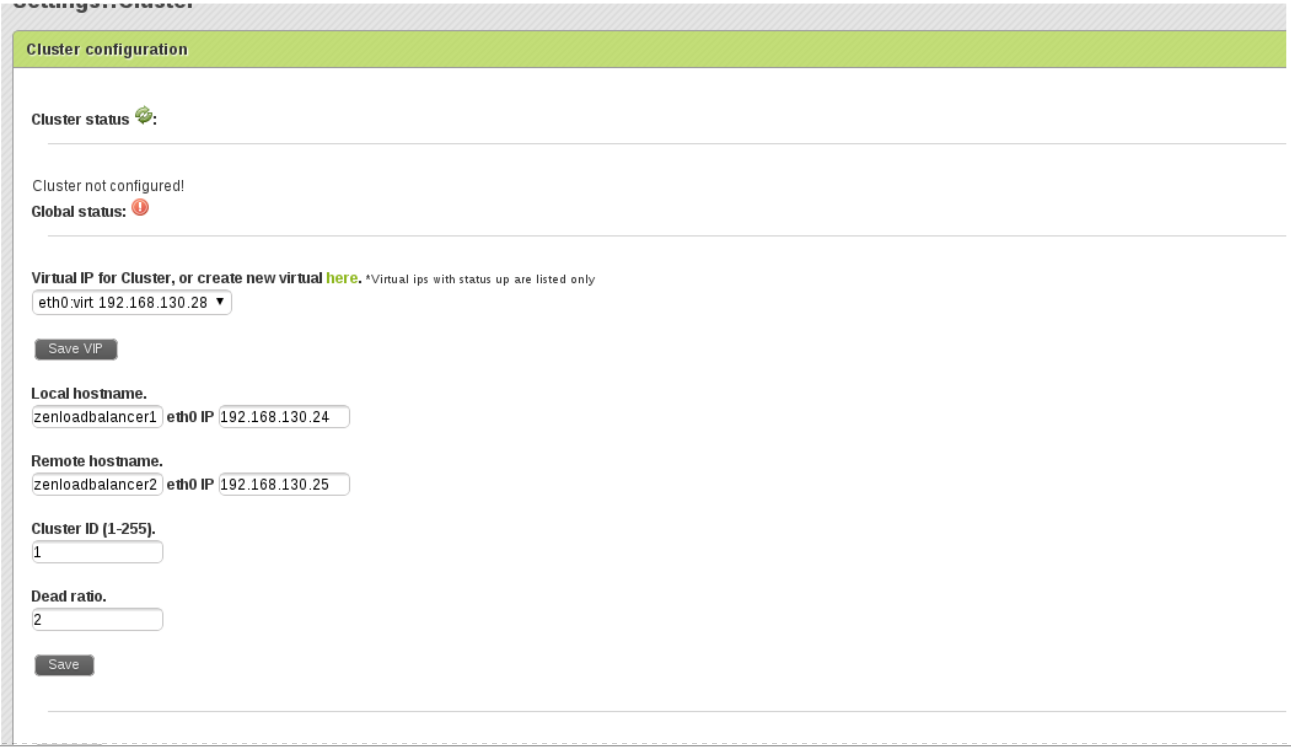 Settings::Cluster
Cluster configuration
Cluster status :
Cluster not configured!
Global status:
Virtual IP for Cluster, or create new virtual here. *Virtual ips with status up are listed only
eth0:virt 192.168.130.28
Save VIP
Local hostname.
zenloadbalancer1 eth0 IP 192.168.130.24
Remote hostname.
zenloadbalancer2 eth0 IP 192.168.130.25
Cluster ID (1-255).
1
Dead ratio.
2
Save